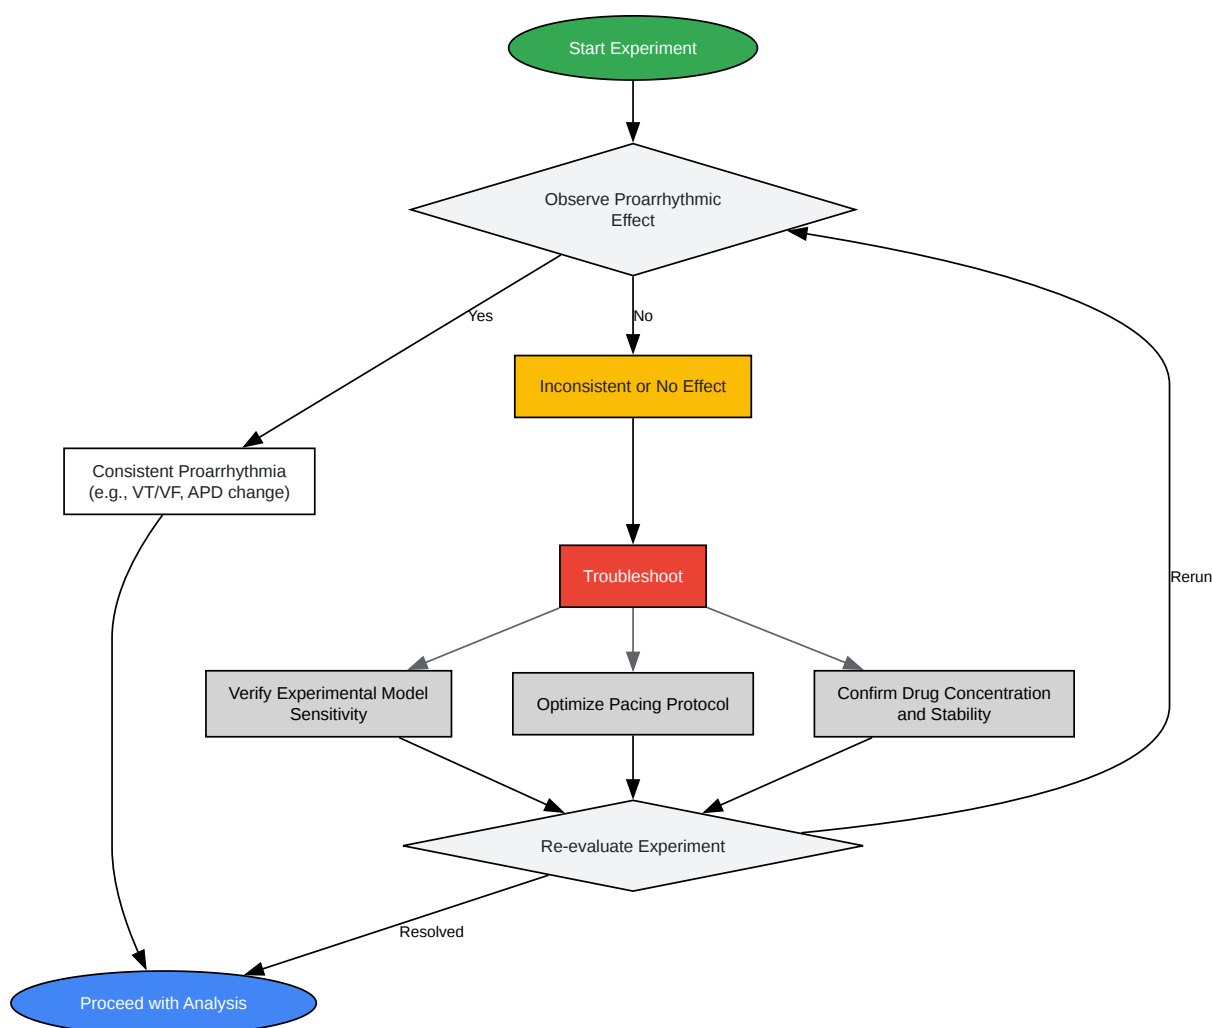 Start Experiment
Observe Proarrhythmic
Effect
Yes
No
Inconsistent or No Effect
Consistent Proarrhythmia
(e.g., VT/VF, APD change)
Troubleshoot
Rerun
Verify Experimental Model
Sensitivity
Optimize Pacing Protocol
Confirm Drug Concentration
and Stability
Re-evaluate Experiment
Resolved
Proceed with Analysis